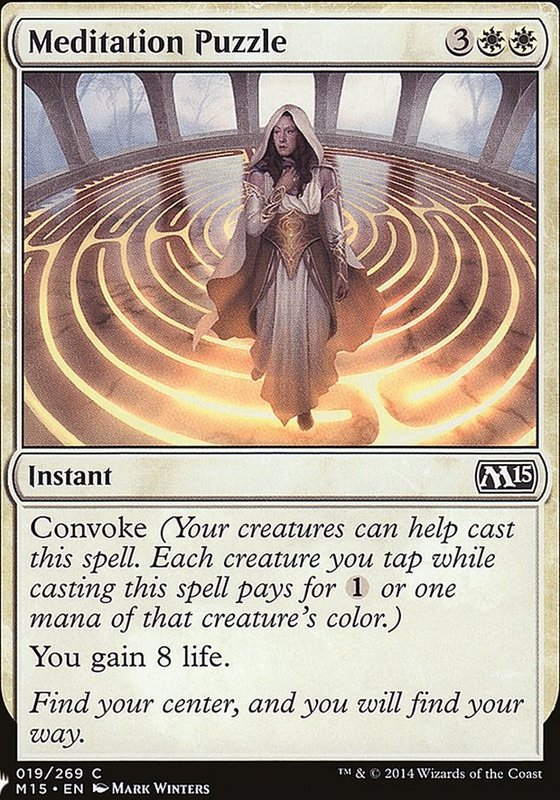 Meditation Puzzle 3
Instant M15
Convoke (Your creatures can help cast
this spell. Each creature you tap while
casting this spell pays for 1 or one
mana of that creature's color.)
You gain 8 life.
Find your center, and you will find your
way.
019/269 C
M15 • EN Mark Winters
™ & © 2014 Wizards of the Coast